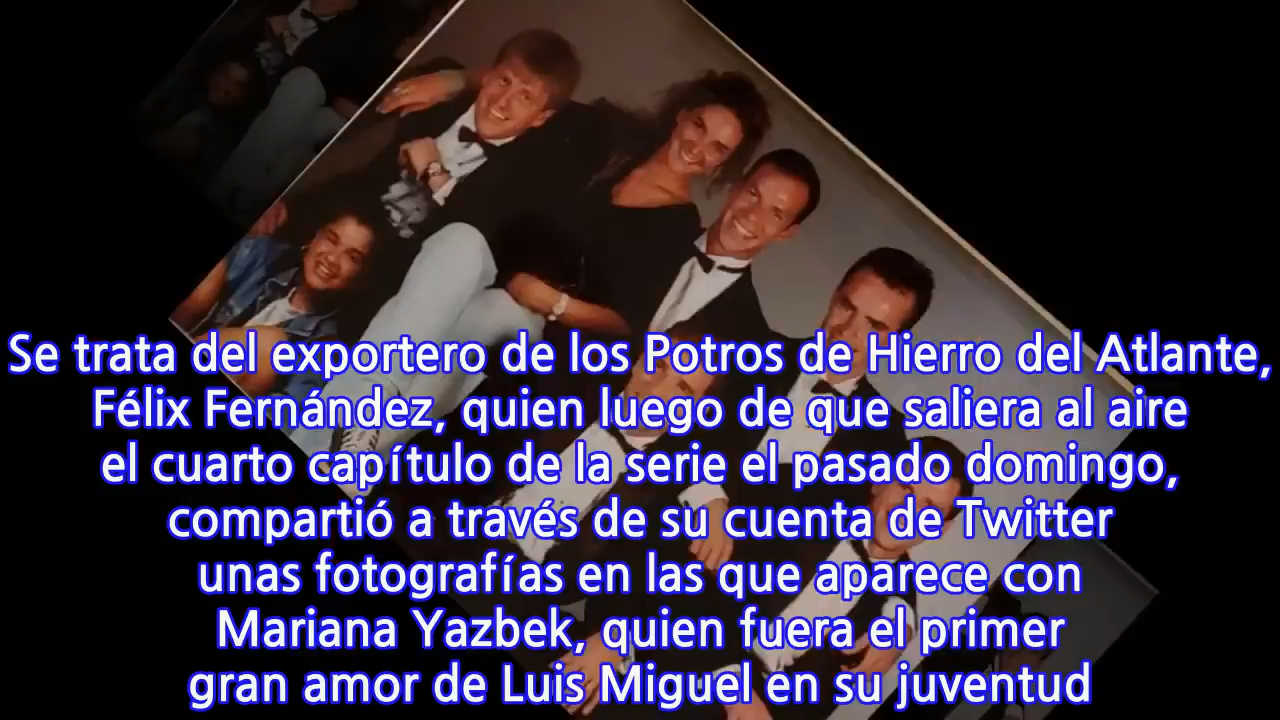 Se trata del exportero de los Potros de Hierro del Atlante,
Félix Fernández, quien luego de que saliera al aire
el cuarto capítulo de la serie el pasado domingo,
compartió a través de su cuenta de Twitter
unas fotografías en las que aparece con
Mariana Yazbek, quien fuera el primer
gran amor de Luis Miguel en su juventud